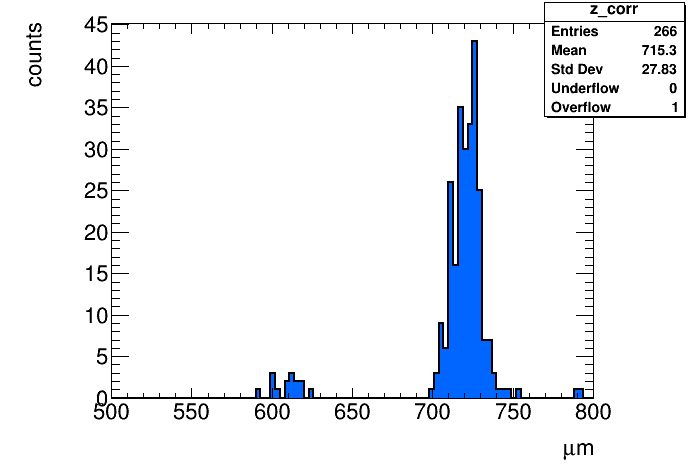 z_corr
Entries 266
Mean 715.3
Std Dev 27.83
Underflow 0
Overflow 1
counts
45
40
35
30
25
20
15
10
5
0
500 550 600 650 700 750 800
μm